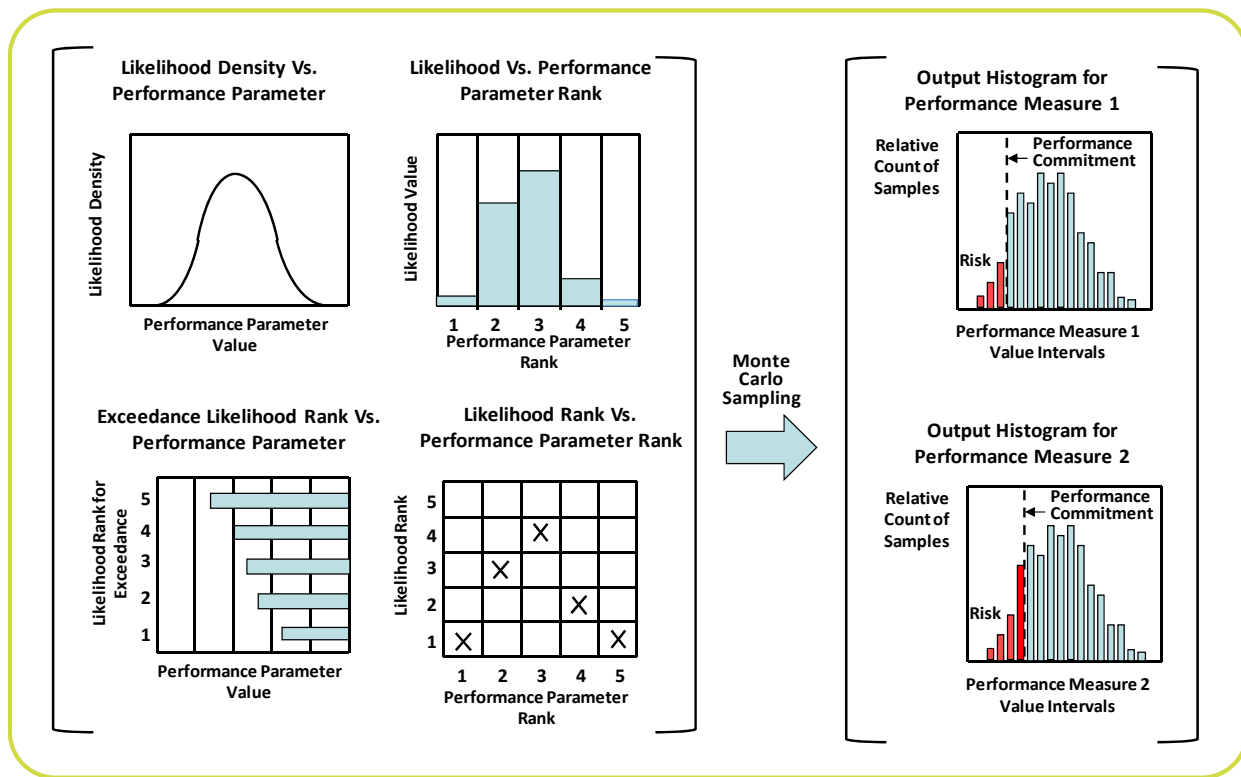 Likelihood Density Vs.
Performance Parameter
Likelihood Density
Performance Parameter
Value
Likelihood Vs. Performance
Parameter Rank
Likelihood Value
1 2 3 4 5
Performance Parameter
Rank
Exceedance Likelihood Rank Vs.
Performance Parameter
Likelihood Rank for
Exceedance
5
4
3
2
1
Performance Parameter
Value
Likelihood Rank Vs.
Performance Parameter Rank
Likelihood Rank
5
4
3
2
1
X
X
X
X
X
1 2 3 4 5
Performance Parameter
Rank
Monte
Carlo
Sampling
Output Histogram for
Performance Measure 1
Relative
Count of
Samples
Performance
Commitment
Risk
Performance Measure 1
Value Intervals
Output Histogram for
Performance Measure 2
Relative
Count of
Samples
Performance
Commitment
Risk
Performance Measure 2
Value Intervals